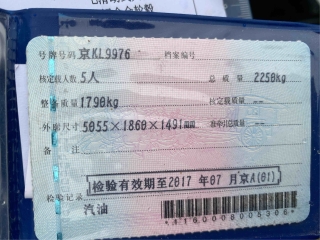 号牌号码 京KL9976 档案编号
核定载人数 5人 总质量 2250kg
整备质量 1790kg 核定载质量 --
外廓尺寸 5055×1860×1491mm 准牵引总质量 --
备注 --
检验有效期至2017年07月京A(01)
检验记录
汽油